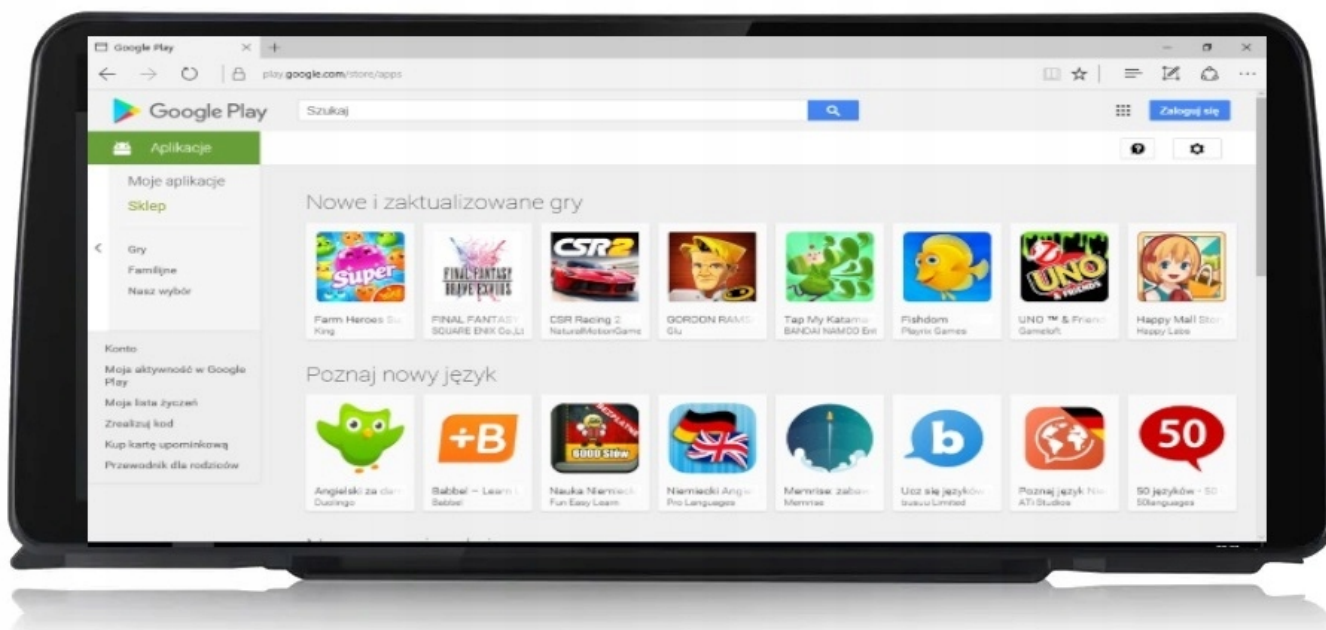 Google Play
play.google.com/store/apps
Google Play
Szukaj
Zaloguj się
Aplikacje
Moje aplikacje
Sklep
Gry
Familijne
Nasz wybór
Konto
Moja aktywność w Google
Play
Moja lista życzeń
Zrealizuj kod
Kup kartę upominkową
Przewodnik dla rodziców
Nowe i zaktualizowane gry
Super
FINAL FANTASY
BRAVE EXVIUS
CSR2
UNO
& FRIENDS
Farm Heroes Su
King
FINAL FANTASY
SQUARE ENIX Co.,Lt
CSR Racing 2
NaturalMotionGame
GORDON RAMS
Glu
Tap My Katama
BANDAI NAMCO Ent
Fishdom
Playrix Games
UNO ™ & Friend
Gameloft
Happy Mall Stor
Happy Labs
Poznaj nowy język
+B
BEZPŁATNIE
6000 Słów
b
50
Angielski za dar
Duolingo
Babbel – Learn
Babbel
Nauka Niemieck
Fun Easy Learn
Niemiecki Angie
Pro Languages
Memrise: zabaw
Memrise
Ucz się języków
busuu Limited
Poznaj język Nie
ATi Studios
50 języków - 50
50languages